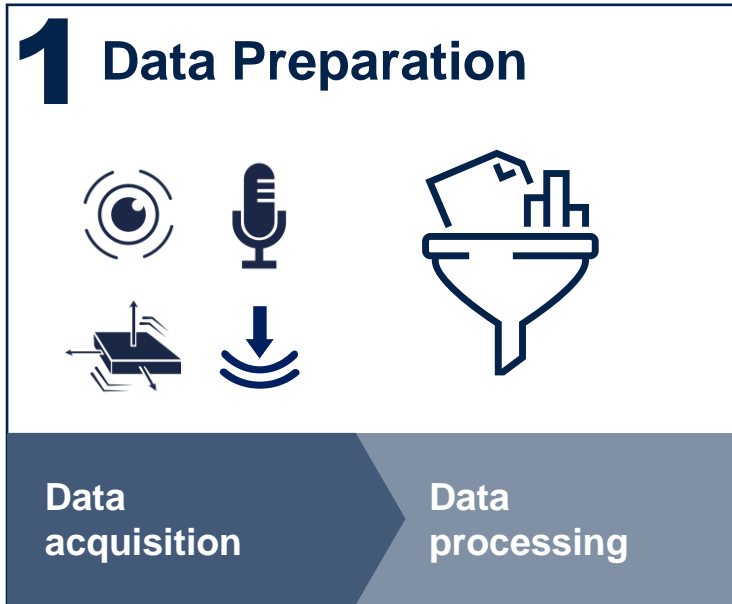 1 Data Preparation
Data
acquisition
Data
processing